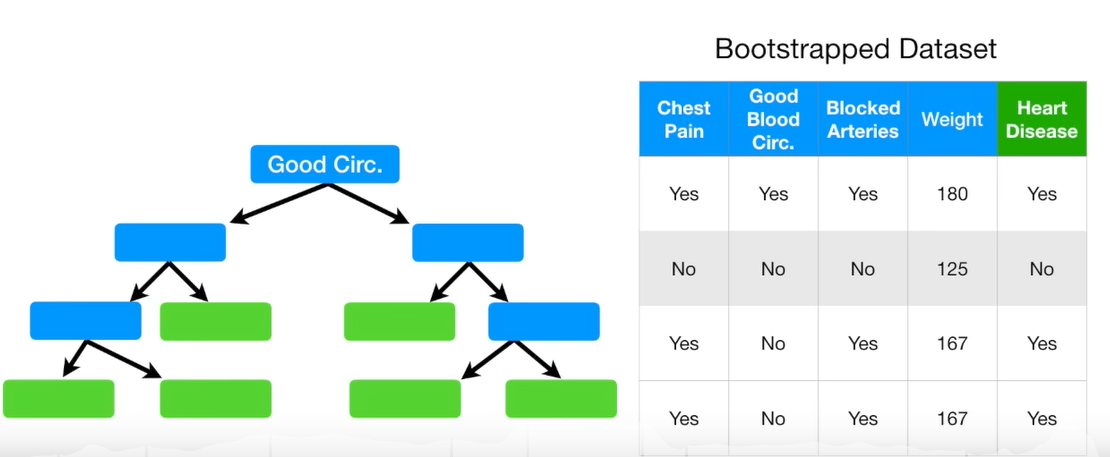 Bootstrapped Dataset
Good Circ.
Chest Pain Good Blood Circ. Blocked Arteries Weight Heart Disease
Yes Yes Yes 180 Yes
No No No 125 No
Yes No Yes 167 Yes
Yes No Yes 167 Yes